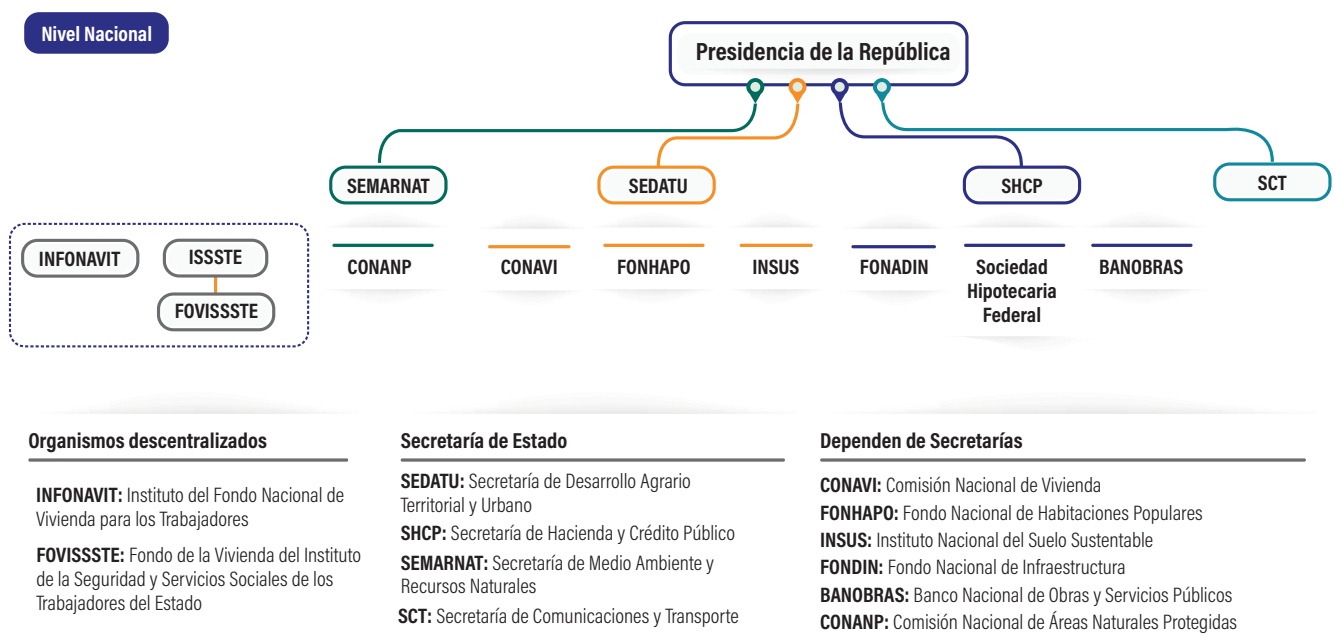 Nivel Nacional
Presidencia de la República
SEMARNAT
SEDATU
SHCP
SCT
INFONAVIT
ISSSTE
FOVISSSTE
CONANP
CONAVI
FONHAPO
INSUS
FONADIN
Sociedad
Hipotecaria
Federal
BANOBRAS
Organismos descentralizados
INFONAVIT: Instituto del Fondo Nacional de
Vivienda para los Trabajadores
FOVISSSTE: Fondo de la Vivienda del Instituto
de la Seguridad y Servicios Sociales de los
Trabajadores del Estado
Secretaría de Estado
SEDATU: Secretaría de Desarrollo Agrario
Territorial y Urbano
SHCP: Secretaría de Hacienda y Crédito Público
SEMARNAT: Secretaría de Medio Ambiente y
Recursos Naturales
SCT: Secretaría de Comunicaciones y Transporte
Dependen de Secretarías
CONAVI: Comisión Nacional de Vivienda
FONHAPO: Fondo Nacional de Habitaciones Populares
INSUS: Instituto Nacional del Suelo Sustentable
FONDIN: Fondo Nacional de Infraestructura
BANOBRAS: Banco Nacional de Obras y Servicios Públicos
CONANP: Comisión Nacional de Áreas Naturales Protegidas